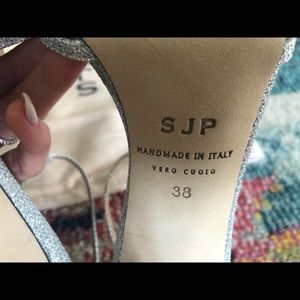 SJP
HANDMADE IN ITALY
VERO CUOIO
38